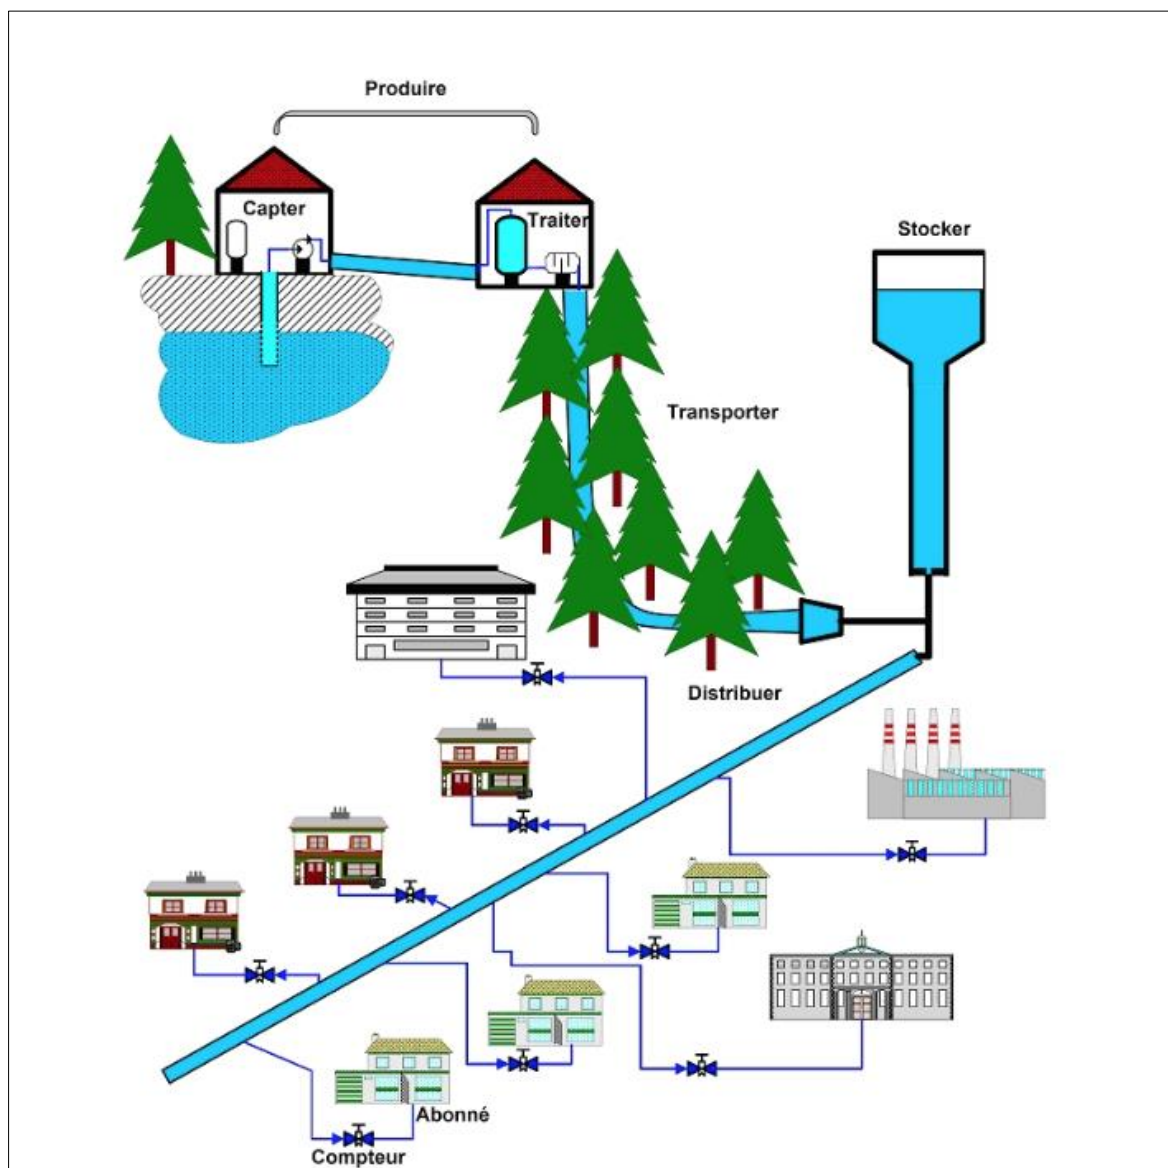 Produire
Capter
Traiter
Stocker
Transporter
Distribuer
Abonné
Compteur